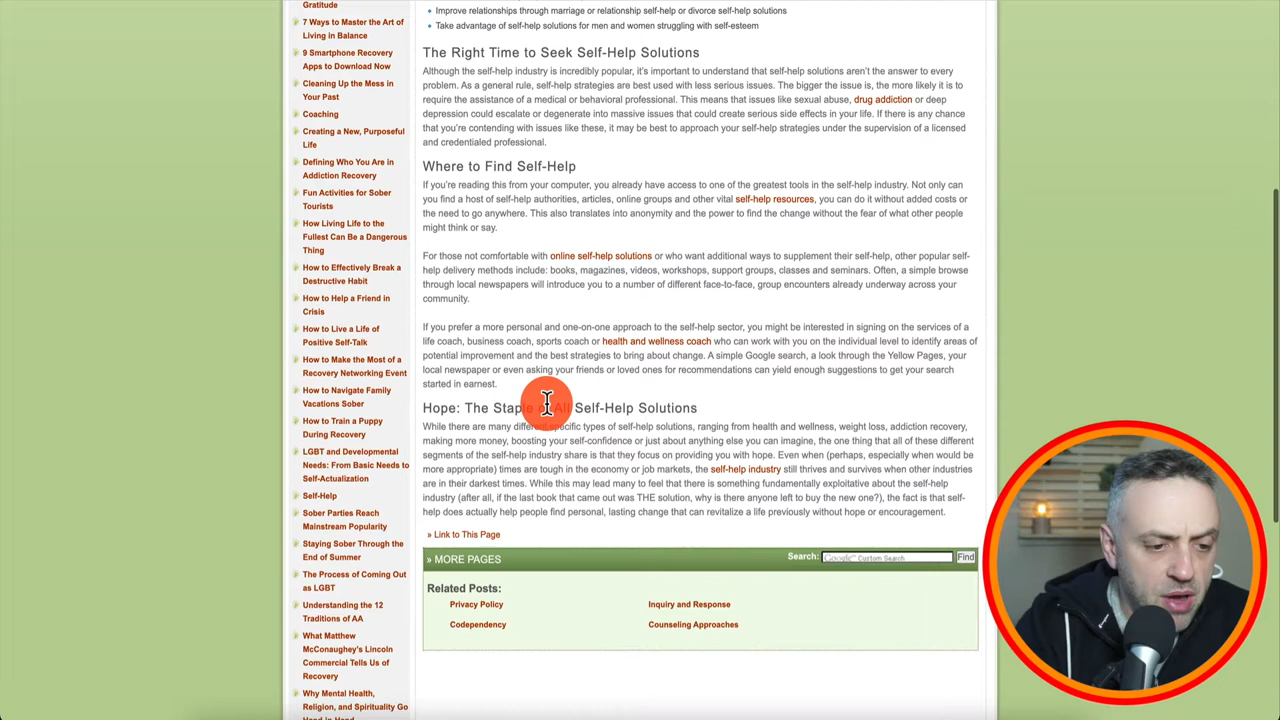 Gratitude
7 Ways to Master the Art of
Living in Balance
9 Smartphone Recovery
Apps to Download Now
Cleaning Up the Mess in
Your Past
Coaching
Creating a New, Purposeful
Life
Defining Who You Are in
Addiction Recovery
Fun Activities for Sober
Tourists
How Living Life to the
Fullest Can Be a Dangerous
Thing
How to Effectively Break a
Destructive Habit
How to Help a Friend in
Crisis
How to Live a Life of
Positive Self-Talk
How to Make the Most of a
Recovery Networking Event
How to Navigate Family
Vacations Sober
How to Train a Puppy
During Recovery
LGBT and Developmental
Needs: From Basic Needs to
Self-Actualization
Self-Help
Sober Parties Reach
Mainstream Popularity
Staying Sober Through the
End of Summer
The Process of Coming Out
as LGBT
Understanding the 12
Traditions of AA
What Matthew
McConaughey's Lincoln
Commercial Tells Us of
Recovery
Why Mental Health,
Religion, and Spirituality Go
Improve relationships through marriage or relationship self-help or divorce self-help solutions
Take advantage of self-help solutions for men and women struggling with self-esteem
The Right Time to Seek Self-Help Solutions
Although the self-help industry is incredibly popular, it's important to understand that self-help solutions aren't the answer to every
problem. As a general rule, self-help strategies are best used with less serious issues. The bigger the issue is, the more likely it is to
require the assistance of a medical or behavioral professional. This means that issues like sexual abuse, drug addiction or deep
depression could escalate or degenerate into massive issues that could create serious side effects in your life. If there is any chance
that you're contending with issues like these, it may be best to approach your self-help strategies under the supervision of a licensed
and credentialed professional.
Where to Find Self-Help
If you're reading this from your computer, you already have access to one of the greatest tools in the self-help industry. Not only can
you find a host of self-help authorities, articles, online groups and other vital self-help resources, you can do it without added costs or
the need to go anywhere. This also translates into anonymity and the power to find the change without the fear of what other people
might think or say.
For those not comfortable with online self-help solutions or who want additional ways to supplement their self-help, other popular self-
help delivery methods include: books, magazines, videos, workshops, support groups, classes and seminars. Often, a simple browse
through local newspapers will introduce you to a number of different face-to-face, group encounters already underway across your
community.
If you prefer a more personal and one-on-one approach to the self-help sector, you might be interested in signing on the services of a
life coach, business coach, sports coach or health and wellness coach who can work with you on the individual level to identify areas of
potential improvement and the best strategies to bring about change. A simple Google search, a look through the Yellow Pages, your
local newspaper or even asking your friends or loved ones for recommendations can yield enough suggestions to get your search
started in earnest.
Hope: The Staple of All Self-Help Solutions
While there are many different specific types of self-help solutions, ranging from health and wellness, weight loss, addiction recovery,
making more money, boosting your self-confidence or just about anything else you can imagine, the one thing that all of these different
segments of the self-help industry share is that they focus on providing you with hope. Even when (perhaps, especially when would be
more appropriate) times are tough in the economy or job markets, the self-help industry still thrives and survives when other industries
are in their darkest times. While this may lead many to feel that there is something fundamentally exploitative about the self-help
industry (after all, if the last book that came out was THE solution, why is there anyone left to buy the new one?), the fact is that self-
help does actually help people find personal, lasting change that can revitalize a life previously without hope or encouragement.
» Link to This Page
» MORE PAGES
Search: Google Custom Search Find
Related Posts:
Privacy Policy
Inquiry and Response
Codependency
Counseling Approaches